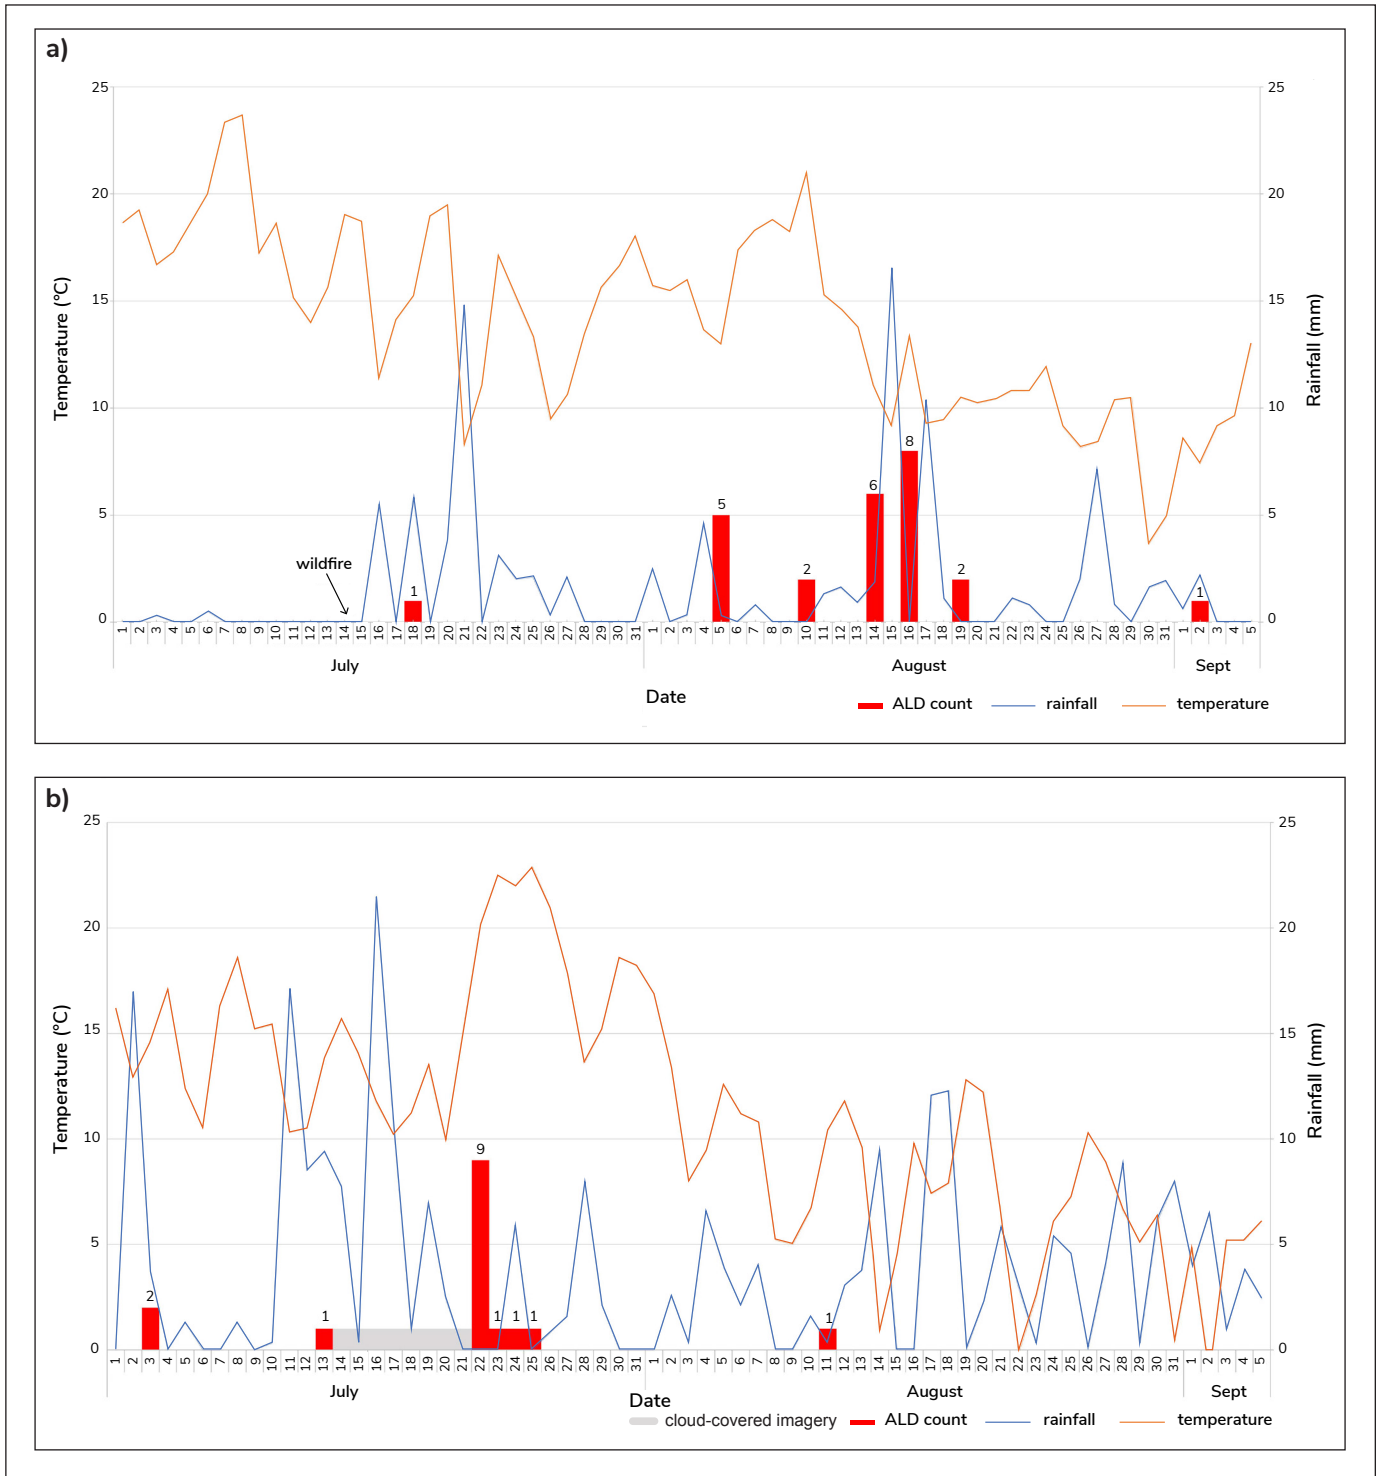 a)
25
20
15
10
5
0
25
20
15
10
5
0
Temperature (°C)
Rainfall (mm)
wildfire
1
5
2
6
8
2
1
1 2 3 4 5 6 7 8 9 10 11 12 13 14 15 16 17 18 19 20 21 22 23 24 25 26 27 28 29 30 31 1 2 3 4 5 6 7 8 9 10 11 12 13 14 15 16 17 18 19 20 21 22 23 24 25 26 27 28 29 30 31 1 2 3 4 5
July August Sept
Date
ALD count rainfall temperature
b)
25
20
15
10
5
0
25
20
15
10
5
0
Temperature (°C)
Rainfall (mm)
2
1
9
1
1
1
1
1 2 3 4 5 6 7 8 9 10 11 12 13 14 15 16 17 18 19 20 21 22 23 24 25 26 27 28 29 30 31 1 2 3 4 5 6 7 8 9 10 11 12 13 14 15 16 17 18 19 20 21 22 23 24 25 26 27 28 29 30 31 1 2 3 4 5
July August Sept
Date
cloud-covered imagery ALD count rainfall temperature